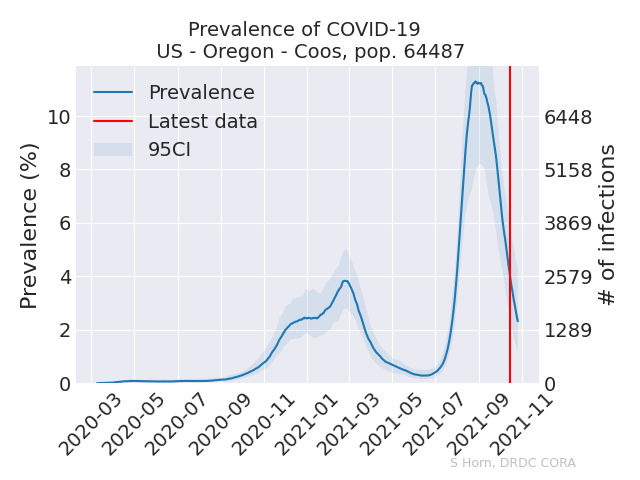 Prevalence of COVID-19
US - Oregon - Coos, pop. 64487
Prevalence
Latest data
95CI
Prevalence (%)
10
8
6
4
2
0
6448
5158
3869
2579
1289
0
# of infections
2020-03
2020-05
2020-07
2020-09
2020-11
2021-01
2021-03
2021-05
2021-07
2021-09
2021-11
S Horn, DRDC CORA